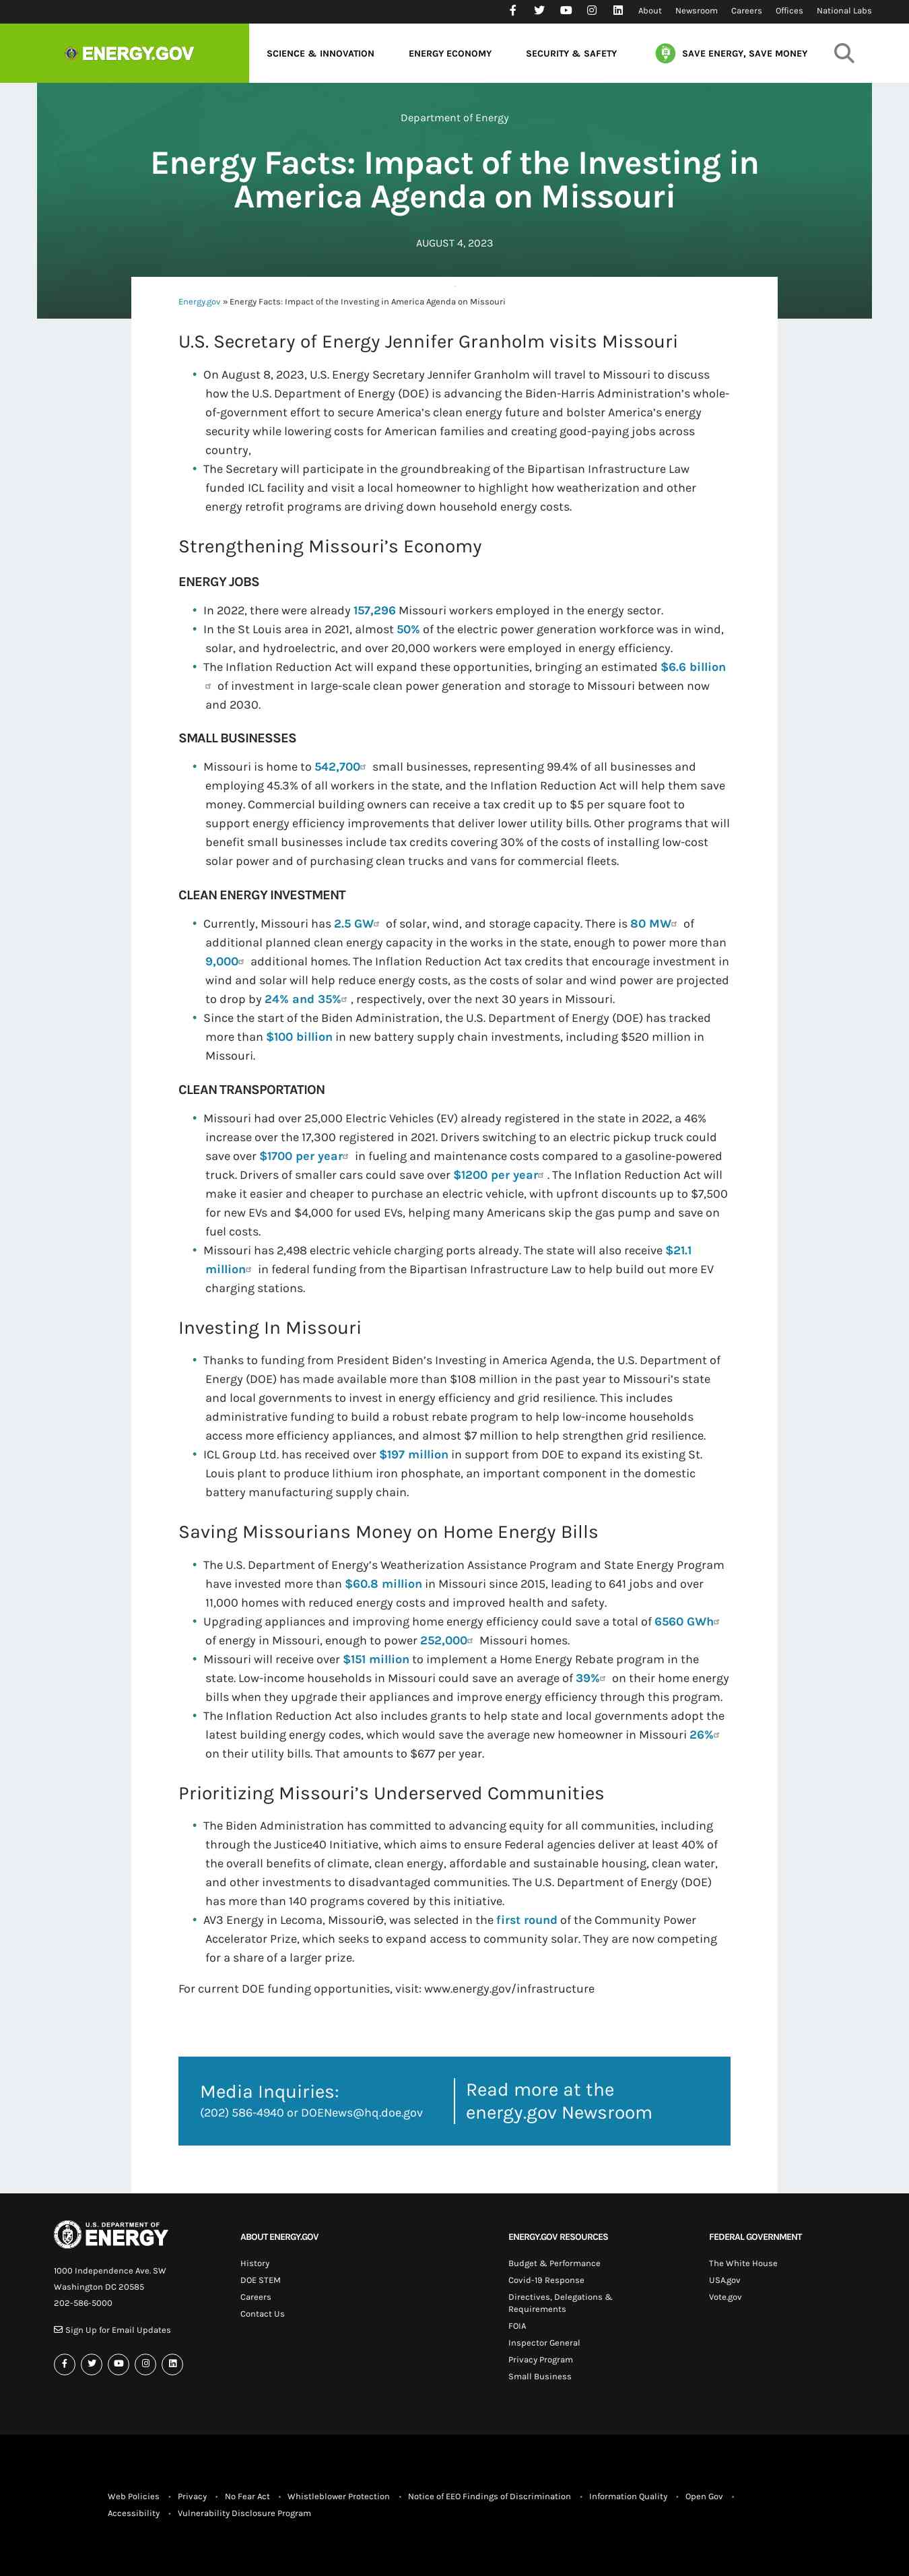 About Newsroom Careers Offices National Labs
ENERGY.GOV
SCIENCE & INNOVATION ENERGY ECONOMY SECURITY & SAFETY SAVE ENERGY, SAVE MONEY
Department of Energy
Energy Facts: Impact of the Investing in
America Agenda on Missouri
AUGUST 4, 2023
Energy.gov » Energy Facts: Impact of the Investing in America Agenda on Missouri
U.S. Secretary of Energy Jennifer Granholm visits Missouri
• On August 8, 2023, U.S. Energy Secretary Jennifer Granholm will travel to Missouri to discuss
how the U.S. Department of Energy (DOE) is advancing the Biden-Harris Administration's whole-
of-government effort to secure America's clean energy future and bolster America's energy
security while lowering costs for American families and creating good-paying jobs across
country,
• The Secretary will participate in the groundbreaking of the Bipartisan Infrastructure Law
funded ICL facility and visit a local homeowner to highlight how weatherization and other
energy retrofit programs are driving down household energy costs.
Strengthening Missouri's Economy
ENERGY JOBS
• In 2022, there were already 157,296 Missouri workers employed in the energy sector.
• In the St Louis area in 2021, almost 50% of the electric power generation workforce was in wind,
solar, and hydroelectric, and over 20,000 workers were employed in energy efficiency.
• The Inflation Reduction Act will expand these opportunities, bringing an estimated $6.6 billion
of investment in large-scale clean power generation and storage to Missouri between now
and 2030.
SMALL BUSINESSES
• Missouri is home to 542,700 small businesses, representing 99.4% of all businesses and
employing 45.3% of all workers in the state, and the Inflation Reduction Act will help them save
money. Commercial building owners can receive a tax credit up to $5 per square foot to
support energy efficiency improvements that deliver lower utility bills. Other programs that will
benefit small businesses include tax credits covering 30% of the costs of installing low-cost
solar power and of purchasing clean trucks and vans for commercial fleets.
CLEAN ENERGY INVESTMENT
• Currently, Missouri has 2.5 GW of solar, wind, and storage capacity. There is 80 MW of
additional planned clean energy capacity in the works in the state, enough to power more than
9,000 additional homes. The Inflation Reduction Act tax credits that encourage investment in
wind and solar will help reduce energy costs, as the costs of solar and wind power are projected
to drop by 24% and 35% , respectively, over the next 30 years in Missouri.
• Since the start of the Biden Administration, the U.S. Department of Energy (DOE) has tracked
more than $100 billion in new battery supply chain investments, including $520 million in
Missouri.
CLEAN TRANSPORTATION
• Missouri had over 25,000 Electric Vehicles (EV) already registered in the state in 2022, a 46%
increase over the 17,300 registered in 2021. Drivers switching to an electric pickup truck could
save over $1700 per year in fueling and maintenance costs compared to a gasoline-powered
truck. Drivers of smaller cars could save over $1200 per year . The Inflation Reduction Act will
make it easier and cheaper to purchase an electric vehicle, with upfront discounts up to $7,500
for new EVs and $4,000 for used EVs, helping many Americans skip the gas pump and save on
fuel costs.
• Missouri has 2,498 electric vehicle charging ports already. The state will also receive $21.1
million in federal funding from the Bipartisan Infrastructure Law to help build out more EV
charging stations.
Investing In Missouri
• Thanks to funding from President Biden's Investing in America Agenda, the U.S. Department of
Energy (DOE) has made available more than $108 million in the past year to Missouri's state
and local governments to invest in energy efficiency and grid resilience. This includes
administrative funding to build a robust rebate program to help low-income households
access more efficiency appliances, and almost $7 million to help strengthen grid resilience.
• ICL Group Ltd. has received over $197 million in support from DOE to expand its existing St.
Louis plant to produce lithium iron phosphate, an important component in the domestic
battery manufacturing supply chain.
Saving Missourians Money on Home Energy Bills
• The U.S. Department of Energy's Weatherization Assistance Program and State Energy Program
have invested more than $60.8 million in Missouri since 2015, leading to 641 jobs and over
11,000 homes with reduced energy costs and improved health and safety.
• Upgrading appliances and improving home energy efficiency could save a total of 6560 GWh
of energy in Missouri, enough to power 252,000 Missouri homes.
• Missouri will receive over $151 million to implement a Home Energy Rebate program in the
state. Low-income households in Missouri could save an average of 39% on their home energy
bills when they upgrade their appliances and improve energy efficiency through this program.
• The Inflation Reduction Act also includes grants to help state and local governments adopt the
latest building energy codes, which would save the average new homeowner in Missouri 26%
on their utility bills. That amounts to $677 per year.
Prioritizing Missouri's Underserved Communities
• The Biden Administration has committed to advancing equity for all communities, including
through the Justice40 Initiative, which aims to ensure Federal agencies deliver at least 40% of
the overall benefits of climate, clean energy, affordable and sustainable housing, clean water,
and other investments to disadvantaged communities. The U.S. Department of Energy (DOE)
has more than 140 programs covered by this initiative.
• AV3 Energy in Lecoma, MissouriO, was selected in the first round of the Community Power
Accelerator Prize, which seeks to expand access to community solar. They are now competing
for a share of a larger prize.
For current DOE funding opportunities, visit: www.energy.gov/infrastructure
Media Inquiries:
(202) 586-4940 or DOENews@hq.doe.gov
Read more at the
energy.gov Newsroom
U.S. DEPARTMENT OF
ENERGY
1000 Independence Ave. SW
Washington DC 20585
202-586-5000
Sign Up for Email Updates
ABOUT ENERGY.GOV
History
DOE STEM
Careers
Contact Us
ENERGY.GOV RESOURCES
Budget & Performance
Covid-19 Response
Directives, Delegations &
Requirements
FOIA
Inspector General
Privacy Program
Small Business
FEDERAL GOVERNMENT
The White House
USA.gov
Vote.gov
Web Policies • Privacy • No Fear Act • Whistleblower Protection • Notice of EEO Findings of Discrimination • Information Quality • Open Gov •
Accessibility • Vulnerability Disclosure Program